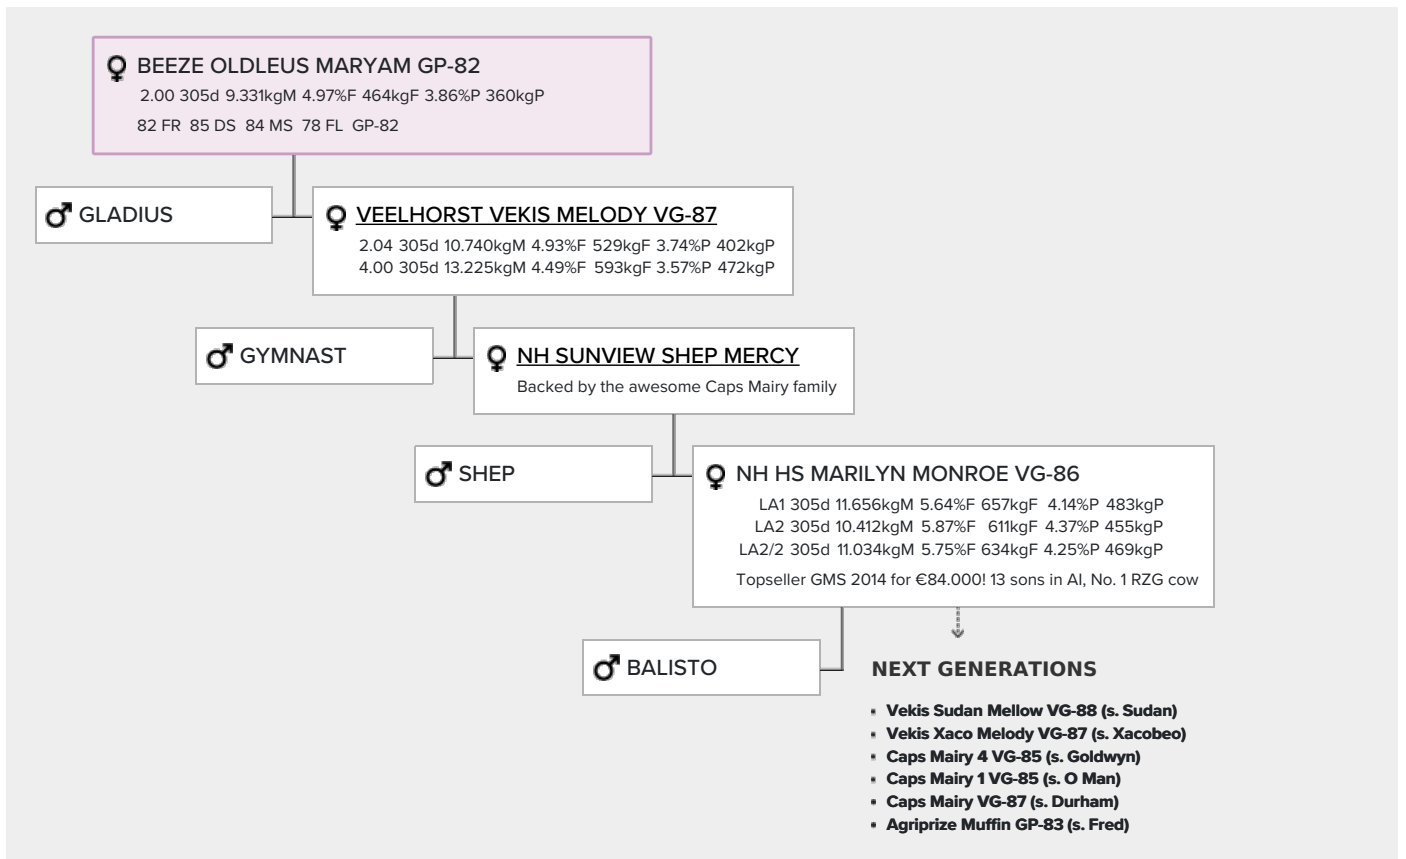 BEEZE OLDLEUS MARYAM GP-82
2.00 305d 9.331kgM 4.97%F 464kgF 3.86%P 360kgP
82 FR 85 DS 84 MS 78 FL GP-82
GLADIUS
VEELHORST VEKIS MELODY VG-87
2.04 305d 10.740kgM 4.93%F 529kgF 3.74%P 402kgP
4.00 305d 13.225kgM 4.49%F 593kgF 3.57%P 472kgP
GYMNAST
NH SUNVIEW SHEP MERCY
Backed by the awesome Caps Mairy family
SHEP
NH HS MARILYN MONROE VG-86
LA1 305d 11.656kgM 5.64%F 657kgF 4.14%P 483kgP
LA2 305d 10.412kgM 5.87%F 611kgF 4.37%P 455kgP
LA2/2 305d 11.034kgM 5.75%F 634kgF 4.25%P 469kgP
Topseller GMS 2014 for €84.000! 13 sons in AI, No. 1 RZG cow
BALISTO
NEXT GENERATIONS
Vekis Sudan Mellow VG-88 (s. Sudan)
Vekis Xaco Melody VG-87 (s. Xacobeo)
Caps Mairy 4 VG-85 (s. Goldwyn)
Caps Mairy 1 VG-85 (s. O Man)
Caps Mairy VG-87 (s. Durham)
Agriprize Muffin GP-83 (s. Fred)